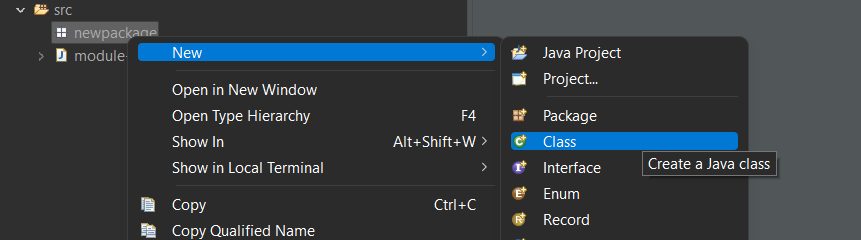 src
newpackage
module-
New
Open in New Window
Open Type Hierarchy F4
Show In Alt+Shift+W
Show in Local Terminal
Copy Ctrl+C
Copy Qualified Name
Java Project
Project...
Package
Class
Create a Java class
Interface
Enum
Record